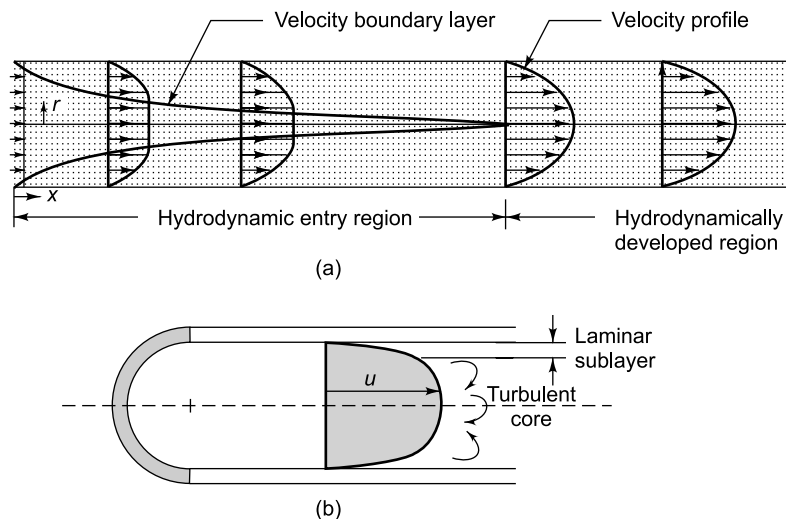 Velocity boundary layer
Velocity profile
r
x
Hydrodynamic entry region
Hydrodynamically
developed region
(a)
Laminar
sublayer
u
Turbulent
core
(b)